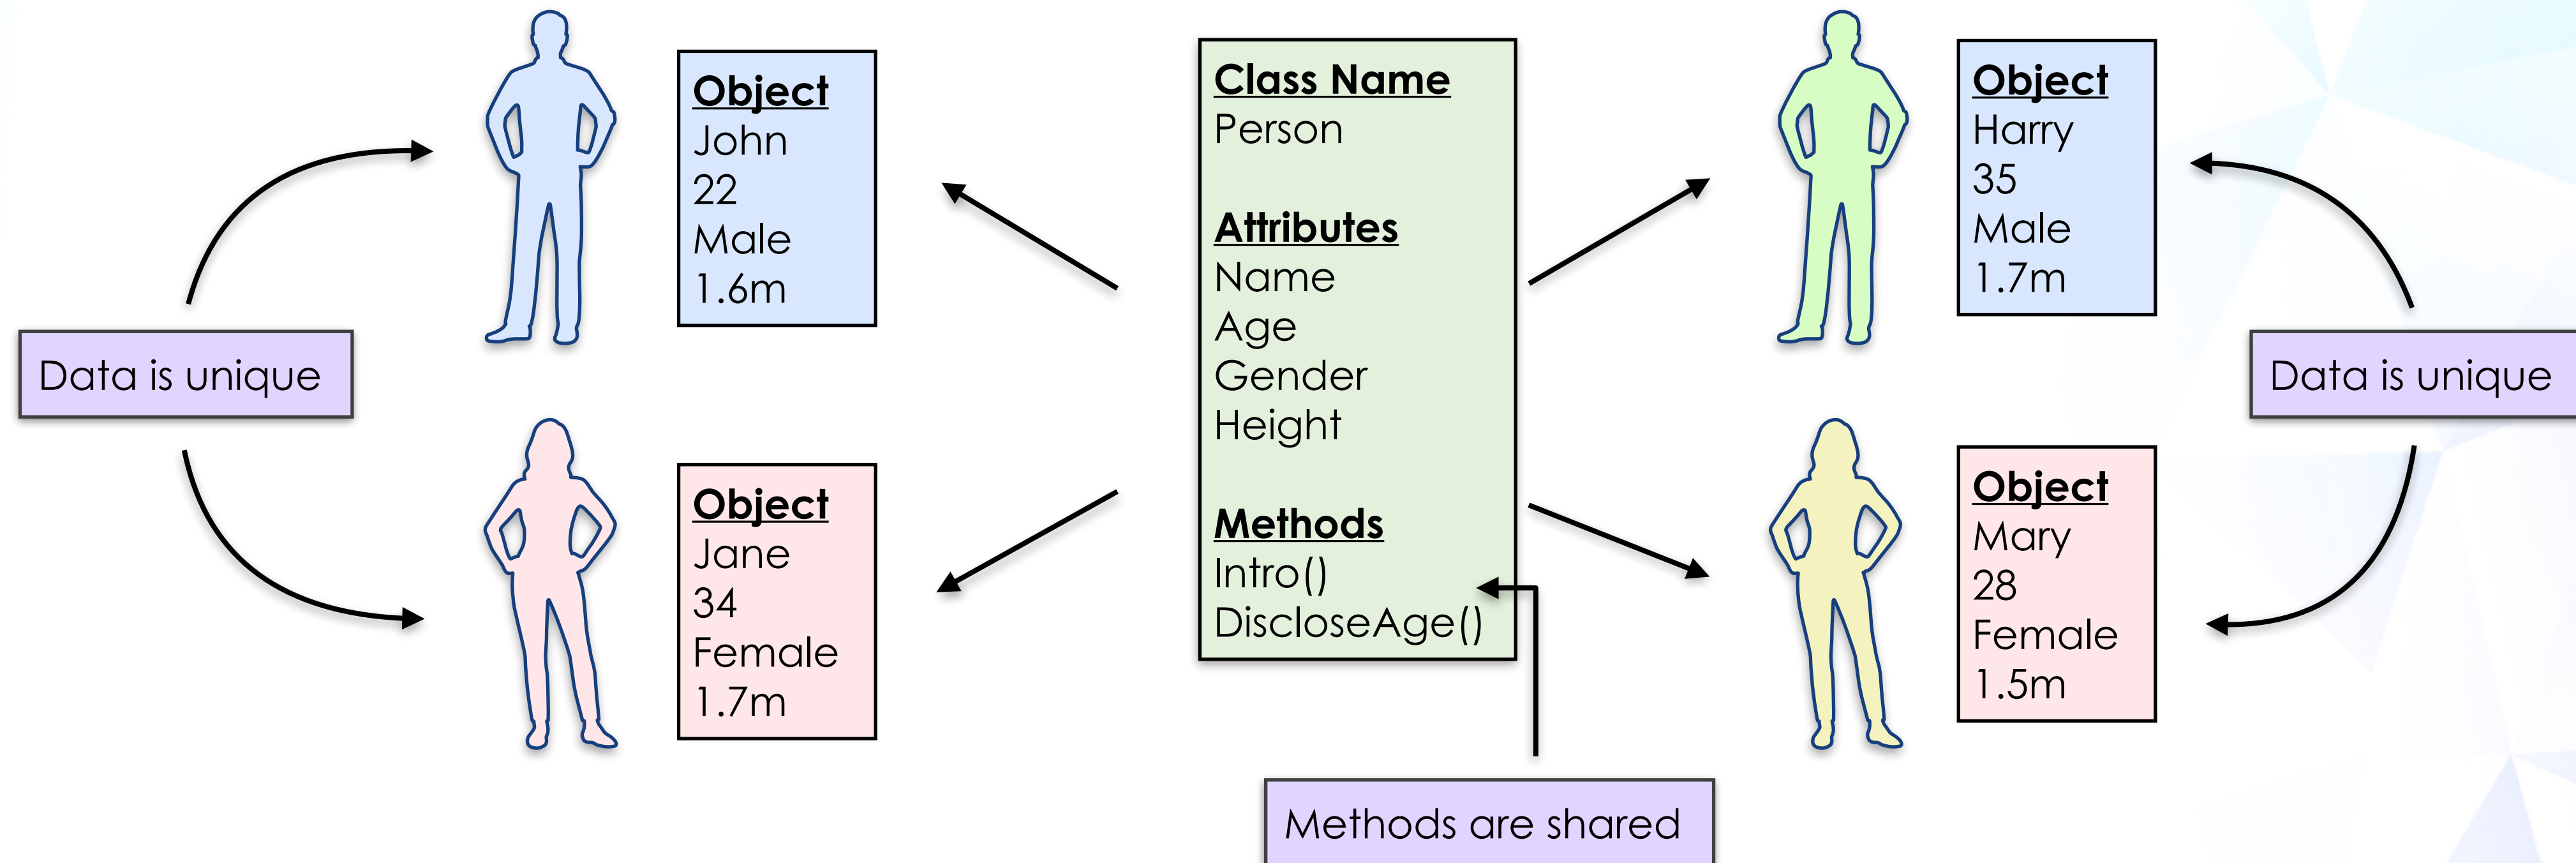 Data is unique
Object
John
22
Male
1.6m
Object
Jane
34
Female
1.7m
Class Name
Person
Attributes
Name
Age
Gender
Height
Methods
Intro()
DiscloseAge()
Methods are shared
Object
Harry
35
Male
1.7m
Object
Mary
28
Female
1.5m
Data is unique